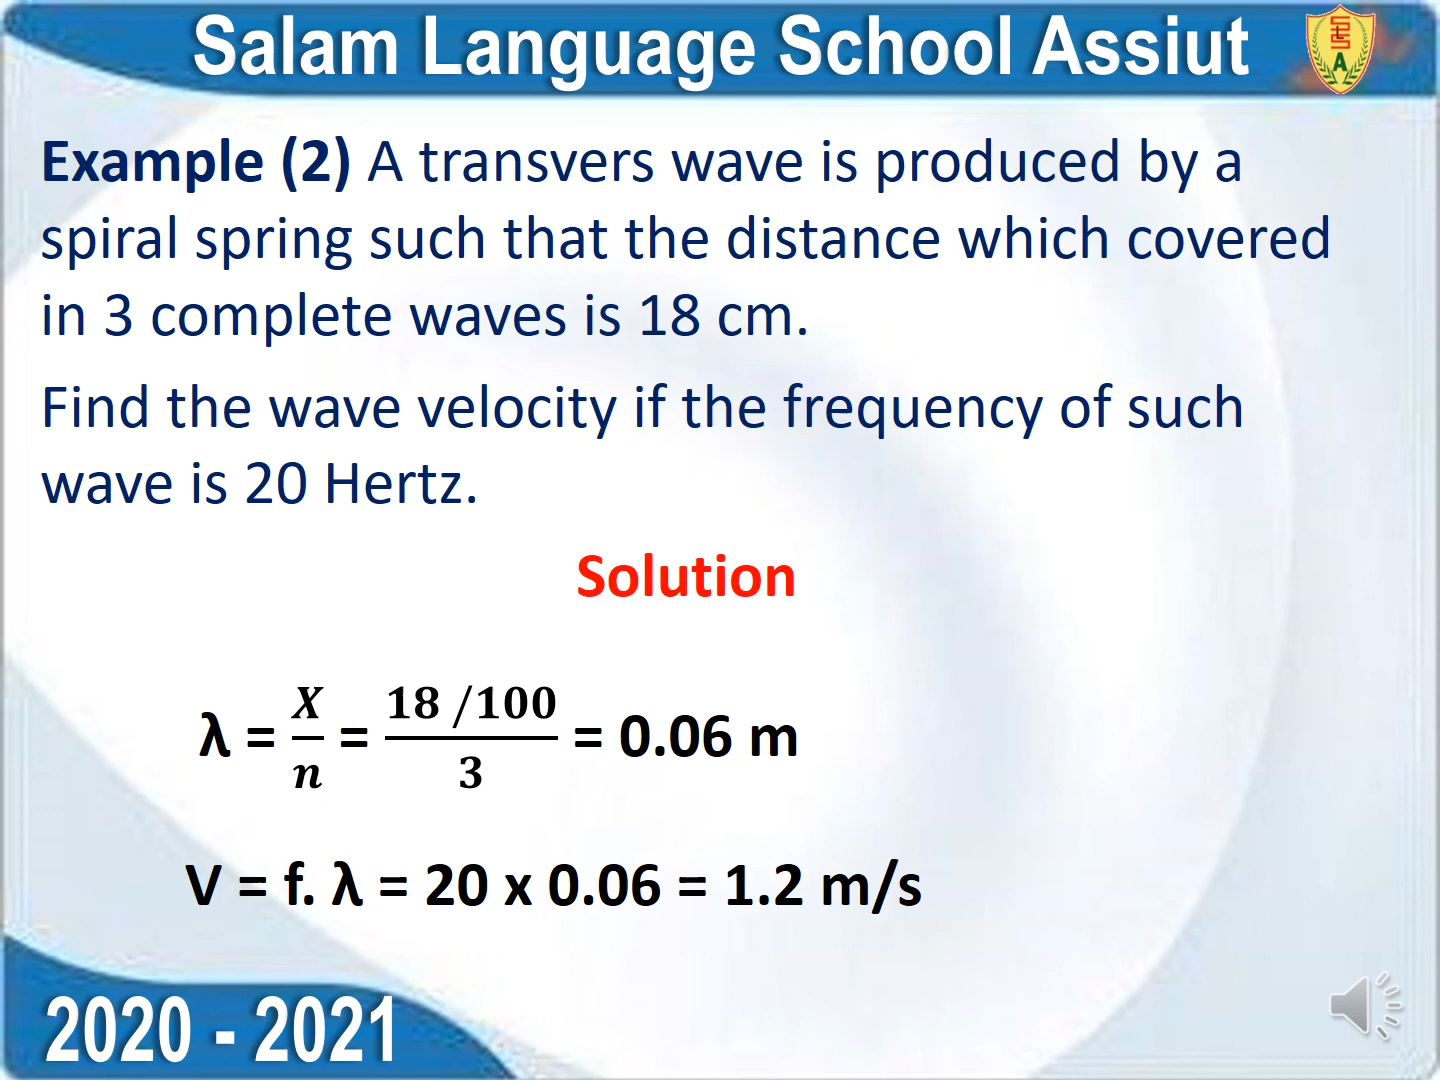 Salam Language School Assiut
SLS
A
Example (2) A transvers wave is produced by a
spiral spring such that the distance which covered
in 3 complete waves is 18 cm.
Find the wave velocity if the frequency of such
wave is 20 Hertz.
Solution
λ = X/n = (18 /100)/3 = 0.06 m
V = f. λ = 20 x 0.06 = 1.2 m/s
2020 - 2021